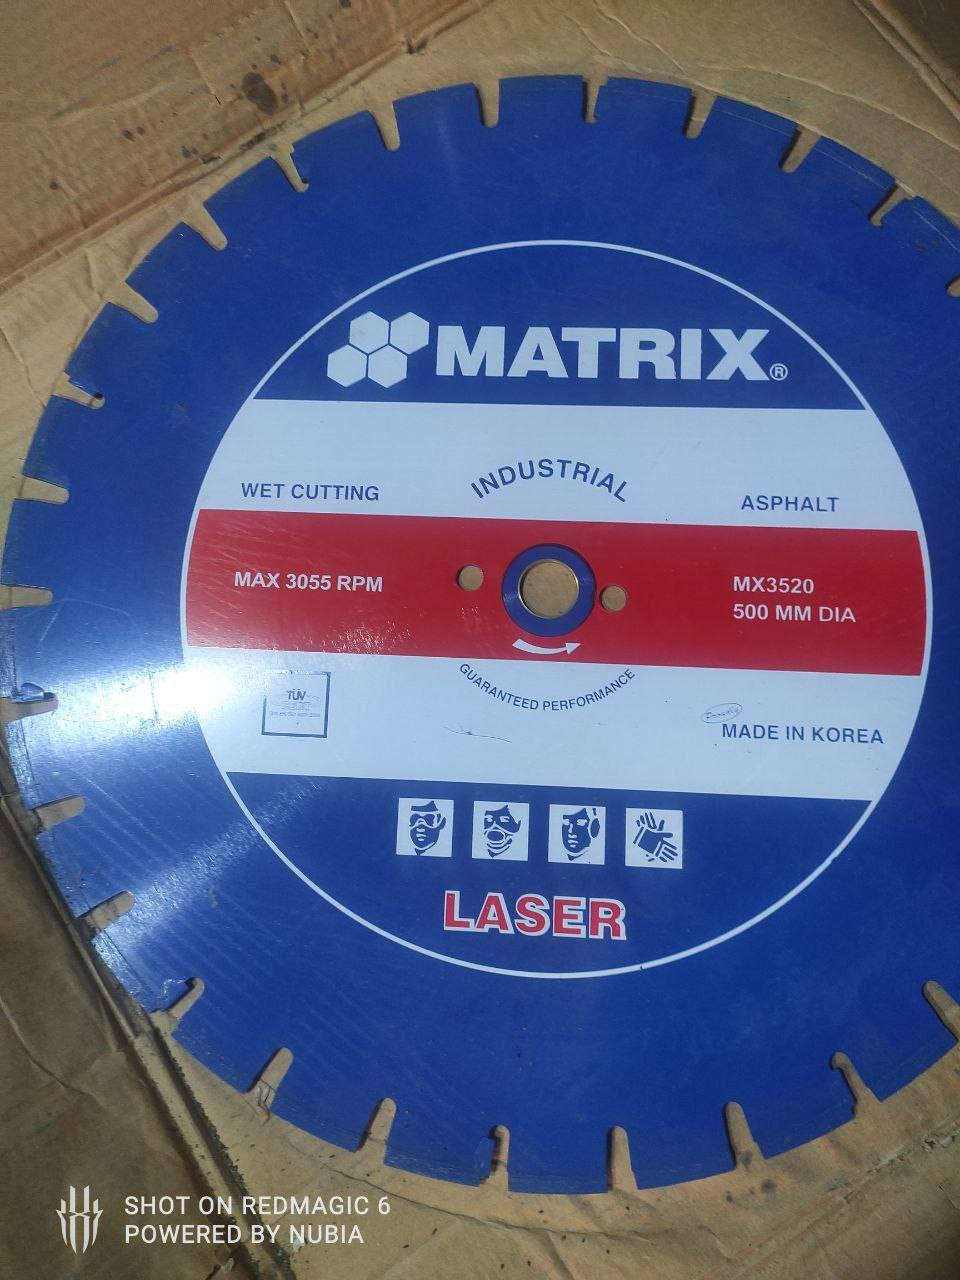 MATRIX®
INDUSTRIAL
WET CUTTING
ASPHALT
MAX 3055 RPM
MX3520
500 MM DIA
GUARANTEED PERFORMANCE
TÜV
MADE IN KOREA
LASER
SHOT ON REDMAGIC 6
POWERED BY NUBIA